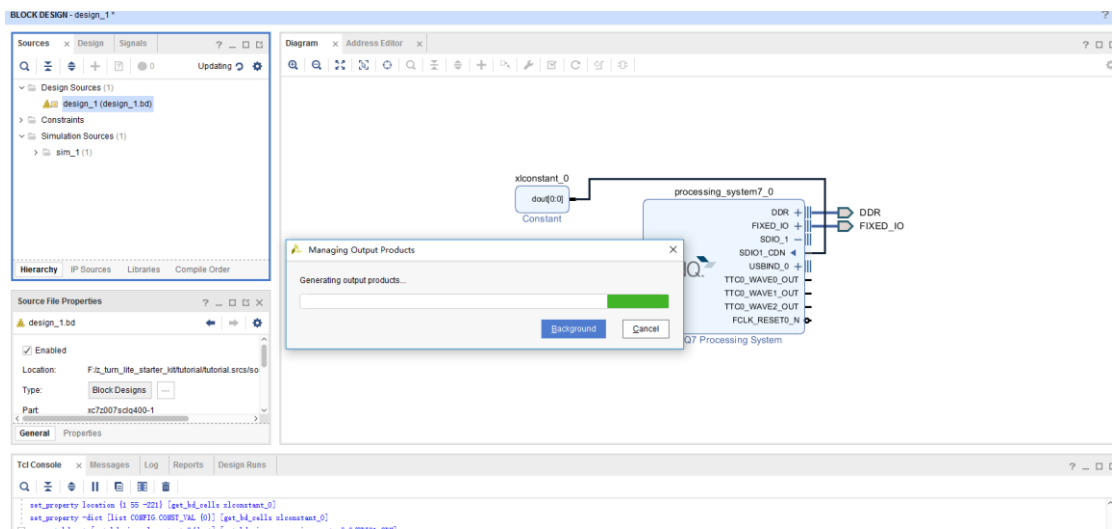 BLOCK DESIGN - design_1 *
?
Sources x Design Signals
? _
0
Updating
Design Sources (1)
design_1 (design_1.bd)
Constraints
Simulation Sources (1)
sim_1 (1)
Hierarchy IP Sources Libraries Compile Order
Source File Properties
? _ x
design_1.bd
Enabled
Location: F:/z_turn_lite_starter_kit/tutorial/tutorial.srcs/so
Type: Block Designs ...
Part: xc7z007sclg400-1
General Properties
Diagram x Address Editor x
?
xlconstant_0
dout[0:0]
Constant
processing_system7_0
DDR
FIXED_IO
SDIO_1
SDIO1_CDN
USBIND_0
TTC0_WAVE0_OUT
TTC0_WAVE1_OUT
TTC0_WAVE2_OUT
FCLK_RESET0_N
Q7 Processing System
DDR
FIXED_IO
Managing Output Products
Generating output products...
Background Cancel
Tcl Console x Messages Log Reports Design Runs
? _
set_property location {1 55 -221} [get_bd_cells xlconstant_0]
set_property -dict [list CONFIG.CONST_VAL {0}] [get_bd_cells xlconstant_0]